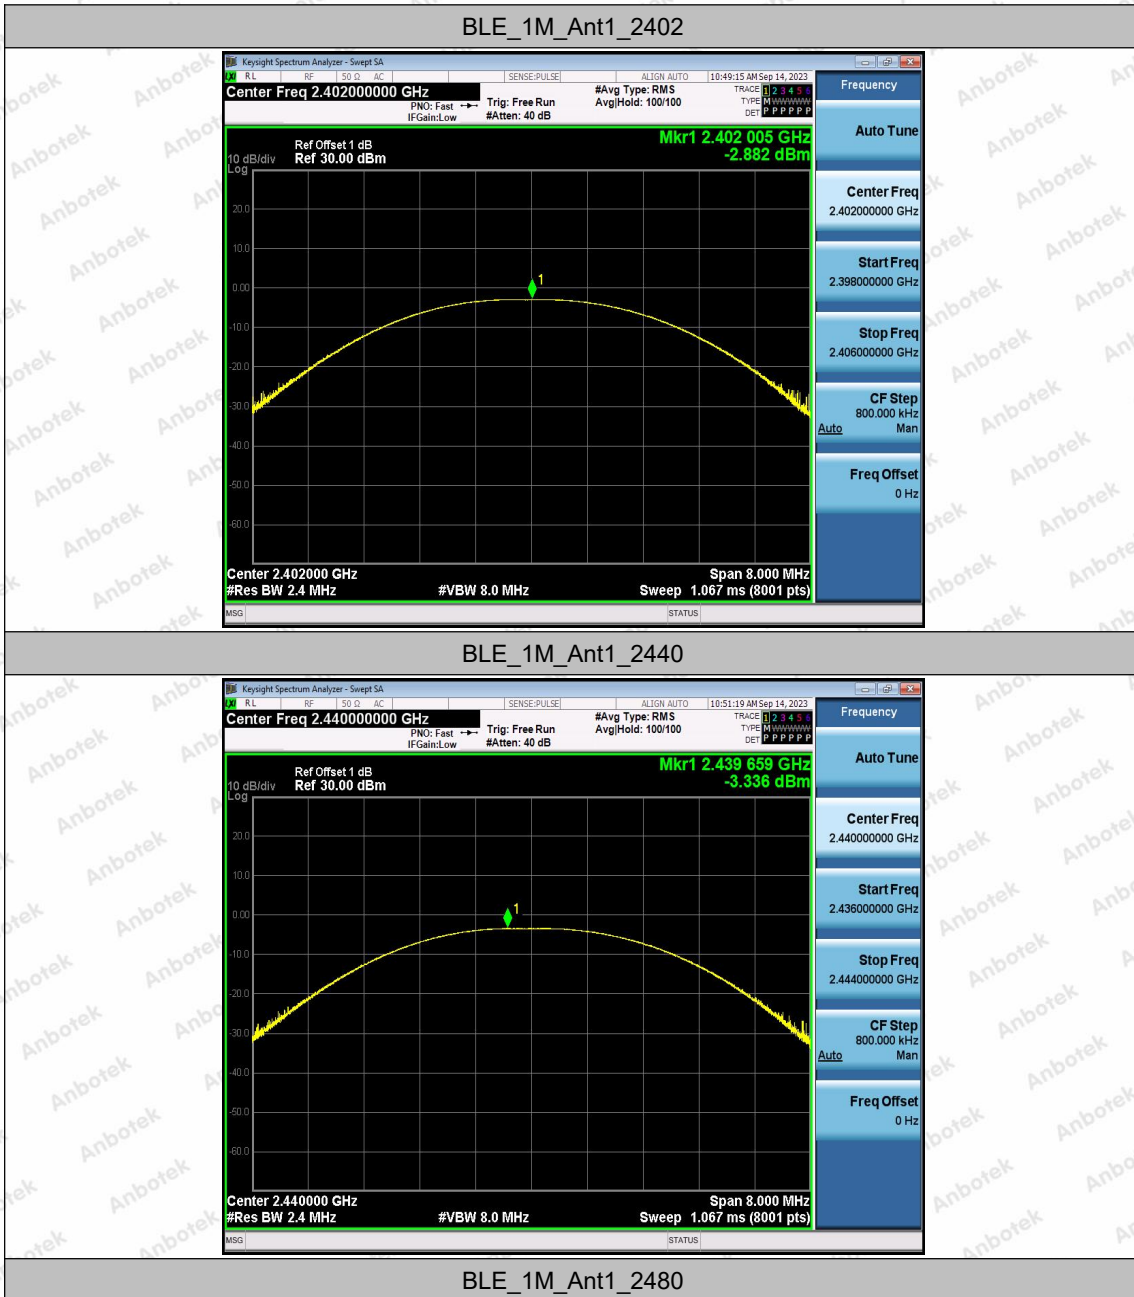 BLE_1M_Ant1_2402
Keysight Spectrum Analyzer - Swept SA
LXI RL RF 50 Ω AC SENSE:PULSE ALIGN AUTO 10:49:15 AM Sep 14, 2023
Center Freq 2.402000000 GHz
PNO: Fast
IFGain:Low
Trig: Free Run
#Atten: 40 dB
#Avg Type: RMS
Avg|Hold: 100/100
TRACE 1 2 3 4 5 6
TYPE M WWWWW
DET P P P P P P
Ref Offset 1 dB
10 dB/div Ref 30.00 dBm
Log
Mkr1 2.402 005 GHz
-2.882 dBm
20.0
10.0
0.00
-10.0
-20.0
-30.0
-40.0
-50.0
-60.0
1
Center 2.402000 GHz Span 8.000 MHz
#Res BW 2.4 MHz #VBW 8.0 MHz Sweep 1.067 ms (8001 pts)
MSG STATUS
Frequency
Auto Tune
Center Freq
2.402000000 GHz
Start Freq
2.398000000 GHz
Stop Freq
2.406000000 GHz
CF Step
800.000 kHz
Auto Man
Freq Offset
0 Hz
BLE_1M_Ant1_2440
Keysight Spectrum Analyzer - Swept SA
LXI RL RF 50 Ω AC SENSE:PULSE ALIGN AUTO 10:51:19 AM Sep 14, 2023
Center Freq 2.440000000 GHz
PNO: Fast
IFGain:Low
Trig: Free Run
#Atten: 40 dB
#Avg Type: RMS
Avg|Hold: 100/100
TRACE 1 2 3 4 5 6
TYPE M WWWWW
DET P P P P P P
Ref Offset 1 dB
10 dB/div Ref 30.00 dBm
Log
Mkr1 2.439 659 GHz
-3.336 dBm
20.0
10.0
0.00
-10.0
-20.0
-30.0
-40.0
-50.0
-60.0
1
Center 2.440000 GHz Span 8.000 MHz
#Res BW 2.4 MHz #VBW 8.0 MHz Sweep 1.067 ms (8001 pts)
MSG STATUS
Frequency
Auto Tune
Center Freq
2.440000000 GHz
Start Freq
2.436000000 GHz
Stop Freq
2.444000000 GHz
CF Step
800.000 kHz
Auto Man
Freq Offset
0 Hz
BLE_1M_Ant1_2480
Anbotek